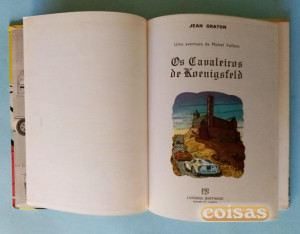 JEAN GRATON
Uma aventura de Michel Vaillant
Os Cavaleiros
de Koenigsfeld
LIVRARIA BERTRAND
coisas